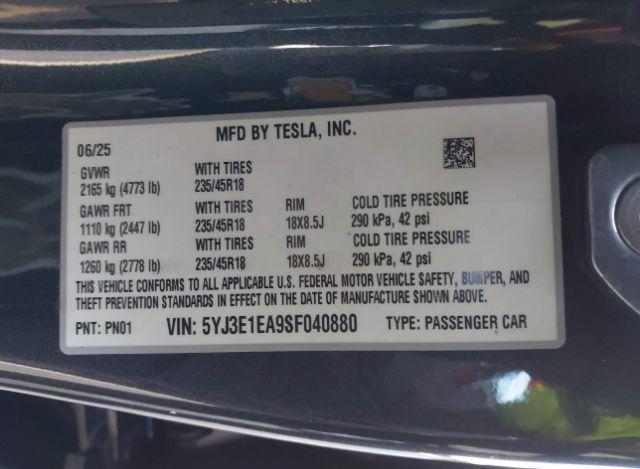 MFD BY TESLA, INC.
06/25
GVWR WITH TIRES
2165 kg (4773 lb) 235/45R18
GAWR FRT WITH TIRES RIM COLD TIRE PRESSURE
1110 kg (2447 lb) 235/45R18 18X8.5J 290 kPa, 42 psi
GAWR RR WITH TIRES RIM COLD TIRE PRESSURE
1260 kg (2778 lb) 235/45R18 18X8.5J 290 kPa, 42 psi
THIS VEHICLE CONFORMS TO ALL APPLICABLE U.S. FEDERAL MOTOR VEHICLE SAFETY, BUMPER, AND
THEFT PREVENTION STANDARDS IN EFFECT ON THE DATE OF MANUFACTURE SHOWN ABOVE.
PNT: PN01 VIN: 5YJ3E1EA9SF040880 TYPE: PASSENGER CAR